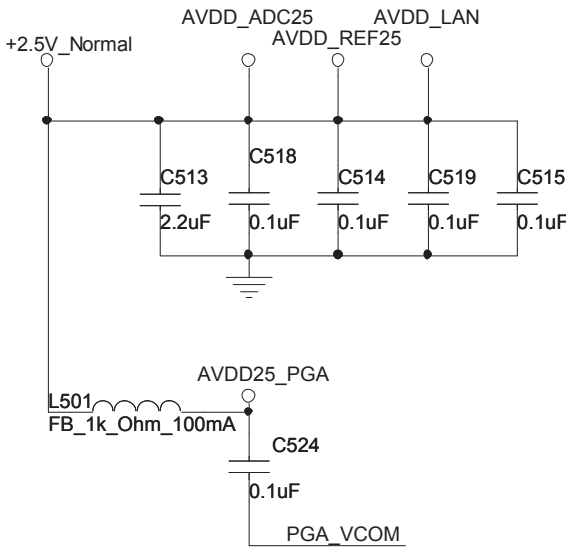 AVDD_ADC25
AVDD_LAN
+2.5V_Normal
AVDD_REF25
C518
C513
C514
C519
C515
2.2uF
0.1uF
0.1uF
0.1uF
0.1uF
AVDD25_PGA
L501
FB_1k_Ohm_100mA
C524
0.1uF
PGA_VCOM